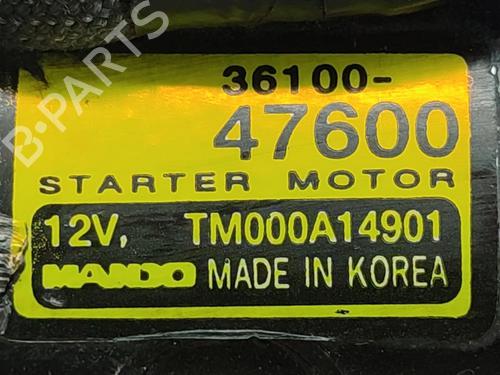 B-PARTS
36100-
47600
STARTER MOTOR
12V, TM000A14901
MANDO MADE IN KOREA